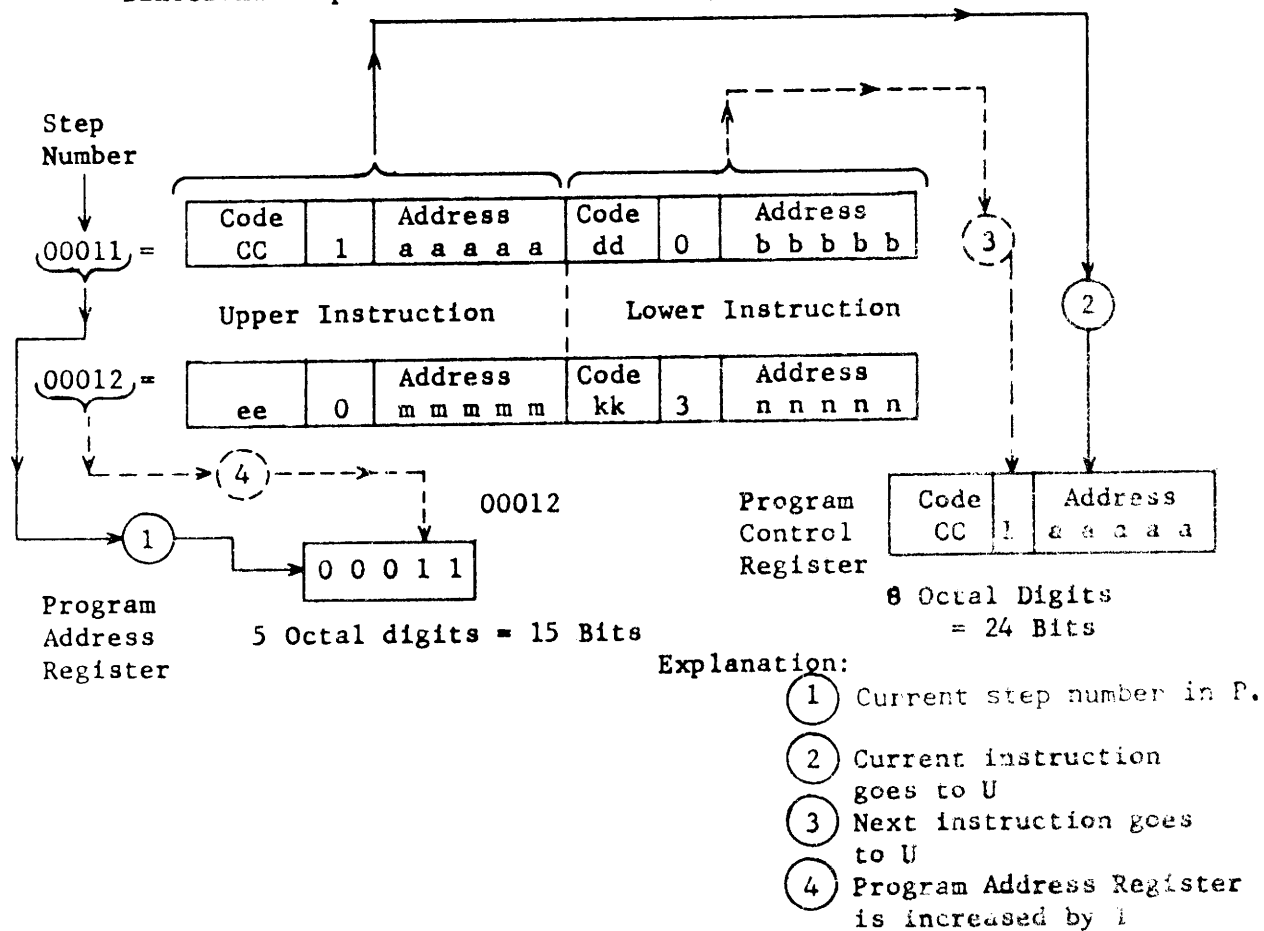 Step
Number
Code Address Code Address
00011 = CC 1 a a a a a dd 0 b b b b b
3
2
Upper Instruction Lower Instruction
00012 = Address Code Address
ee 0 m m m m m kk 3 n n n n n
4
00012
Program
Control
Register
Code Address
CC 1 a a a a a
1
0 0 0 1 1
8 Octal Digits
= 24 Bits
Program
Address
Register
5 Octal digits = 15 Bits
Explanation:
1 Current step number in P.
2 Current instruction
goes to U
3 Next instruction goes
to U
4 Program Address Register
is increased by 1